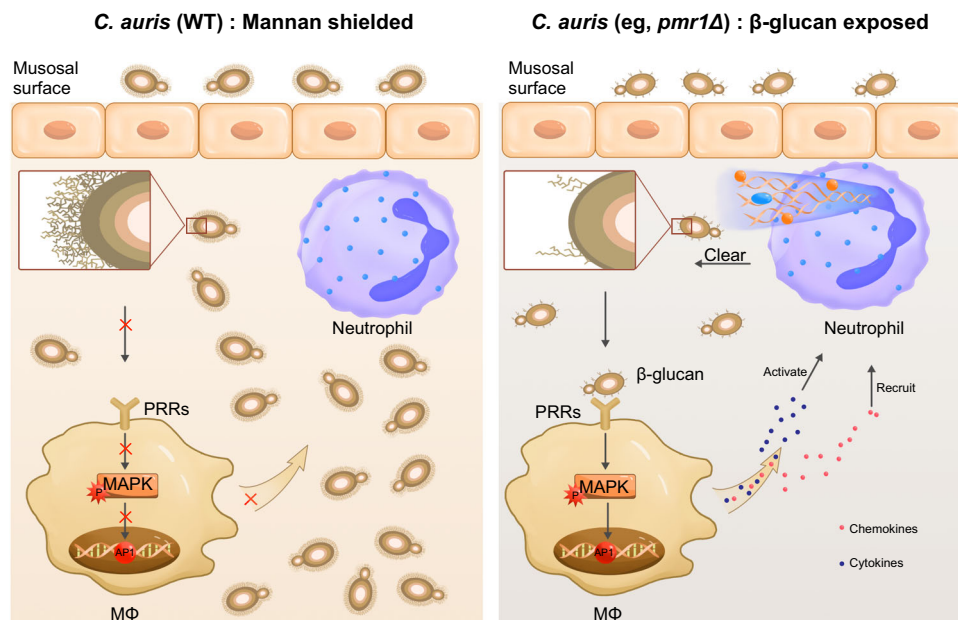 C. auris (WT) : Mannan shielded
Musosal
surface
Neutrophil
PRRs
MAPK
P
AP1
MΦ
C. auris (eg, pmr1Δ) : β-glucan exposed
Musosal
surface
Clear
Neutrophil
β-glucan
Activate
Recruit
PRRs
MAPK
P
AP1
Chemokines
Cytokines
MΦ